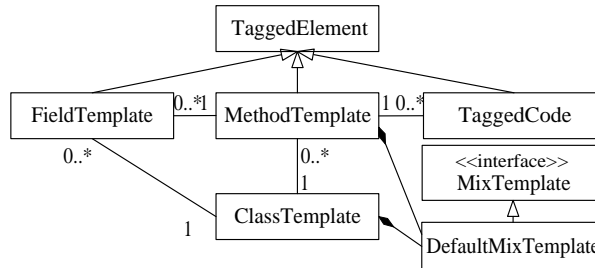 TaggedElement
FieldTemplate
0..*
1
MethodTemplate
1
0..*
TaggedCode
0..*
0..*
<<interface>>
MixTemplate
1
ClassTemplate
1
DefaultMixTemplate